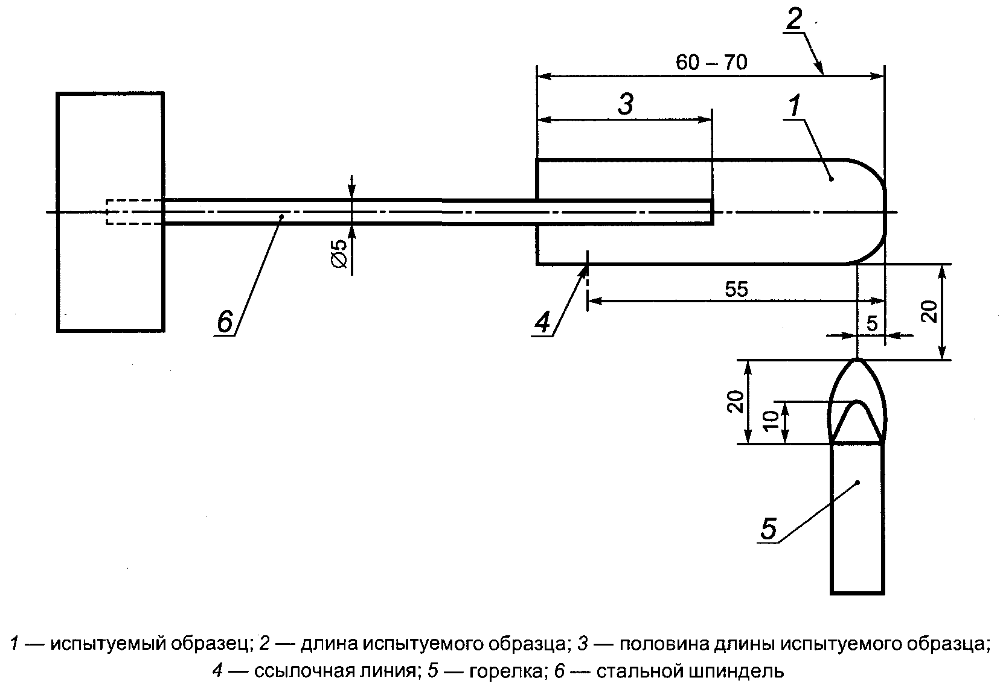 2
60 – 70
3
1
Ø5
55
6
4
5
20
20
10
5
1 — испытуемый образец; 2 — длина испытуемого образца; 3 — половина длины испытуемого образца;
4 — ссылочная линия; 5 — горелка; 6 — стальной шпиндель